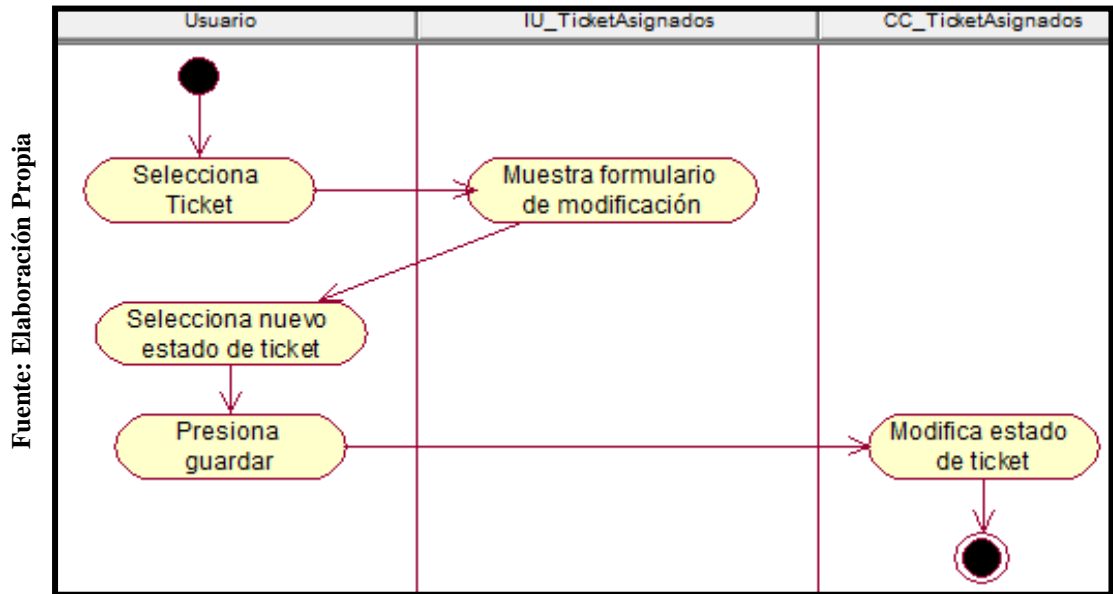 Usuario
IU_TicketAsignados
CC_TicketAsignados
Selecciona
Ticket
Muestra formulario
de modificación
Selecciona nuevo
estado de ticket
Presiona
guardar
Modifica estado
de ticket
Fuente: Elaboración Propia